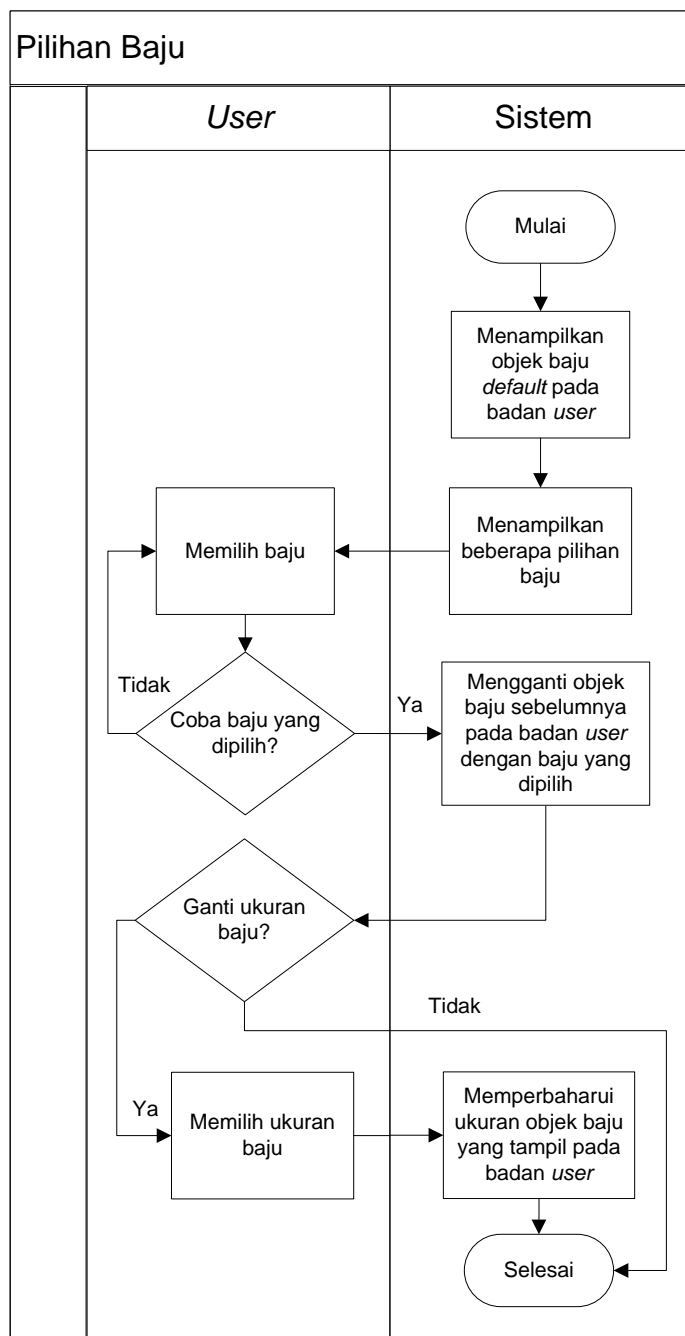 Pilihan Baju
User
Sistem
Mulai
Menampilkan
objek baju
default pada
badan user
Menampilkan
beberapa pilihan
baju
Memilih baju
Tidak
Coba baju yang
dipilih?
Ya
Mengganti objek
baju sebelumnya
pada badan user
dengan baju yang
dipilih
Ganti ukuran
baju?
Tidak
Ya
Memilih ukuran
baju
Memperbaharui
ukuran objek baju
yang tampil pada
badan user
Selesai